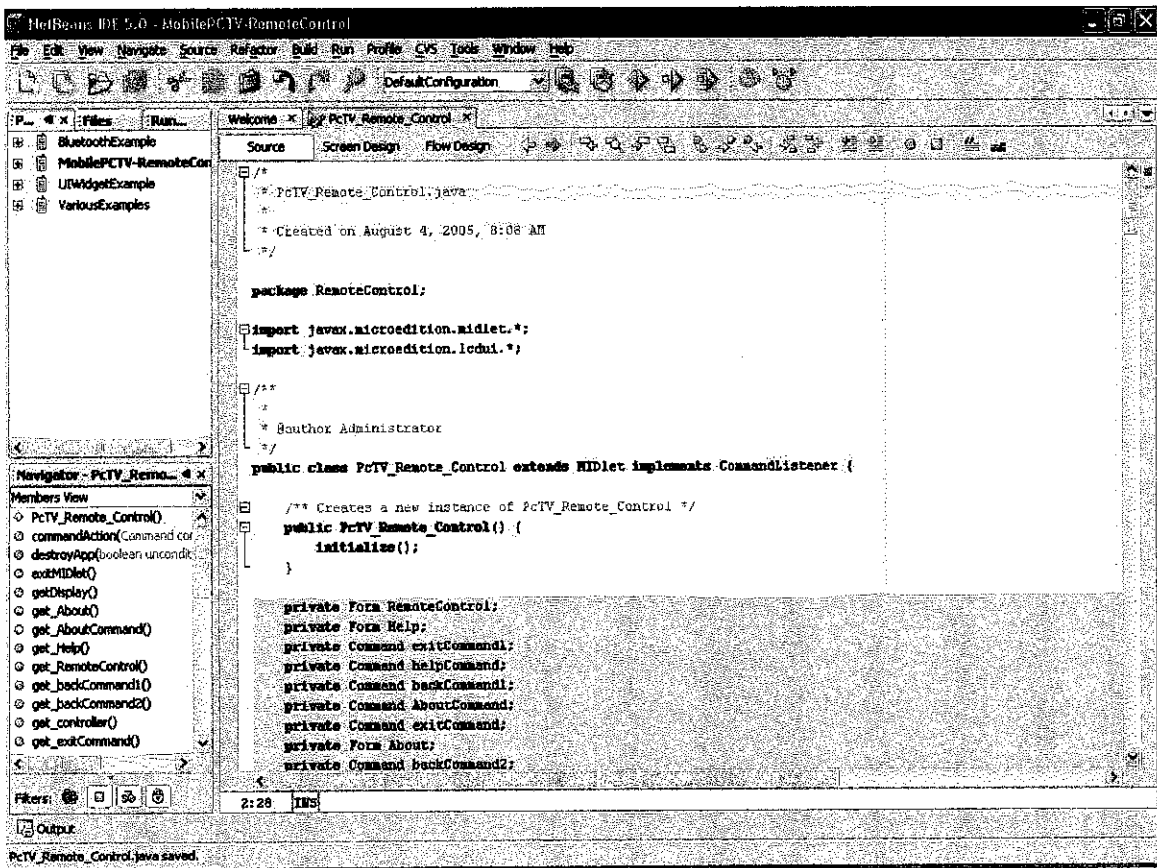 NetBeans IDE 5.0 - MobilePCTV-RemoteControl
File Edit View Navigate Source Refactor Build Run Profile CVS Tools Window Help
DefaultConfiguration
P... Files Run...
BluetoothExample
MobilePCTV-RemoteCon
UIWidgetExample
VariousExamples
Welcome PcTV_Remote_Control
Source Screen Design Flow Design
/*
* PcTV_Remote_Control.java
*
* Created on August 4, 2005, 8:08 AM
*/
package RemoteControl;
import javax.microedition.midlet.*;
import javax.microedition.lcdui.*;
/**
*
* @author Administrator
*/
public class PcTV_Remote_Control extends MIDlet implements CommandListener {
/** Creates a new instance of PcTV_Remote_Control */
public PcTV_Remote_Control() {
initialize();
}
private Form RemoteControl;
private Form Help;
private Command exitCommand1;
private Command helpCommand1;
private Command backCommand1;
private Command AboutCommand;
private Command exitCommand;
private Form About;
private Command backCommand2;
2:28 INS
Navigator - PcTV_Remo...
Members View
PcTV_Remote_Control()
commandAction(Command co
destroyApp(boolean uncondit
exitMIDlet()
getDisplay()
get_About()
get_AboutCommand()
get_Help()
get_RemoteControl()
get_backCommand1()
get_backCommand2()
get_controller()
get_exitCommand()
Filters:
Output
PcTV_Remote_Control.java saved.